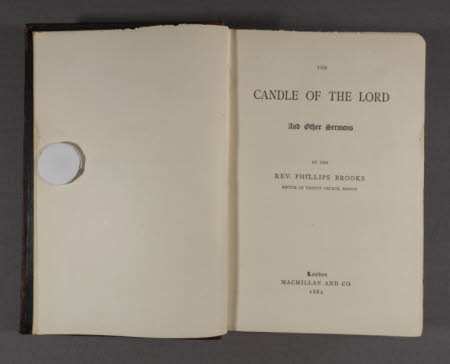 THE
CANDLE OF THE LORD
And Other Sermons
BY THE
REV. PHILLIPS BROOKS
RECTOR OF TRINITY CHURCH, BOSTON
London
MACMILLAN AND CO
1884